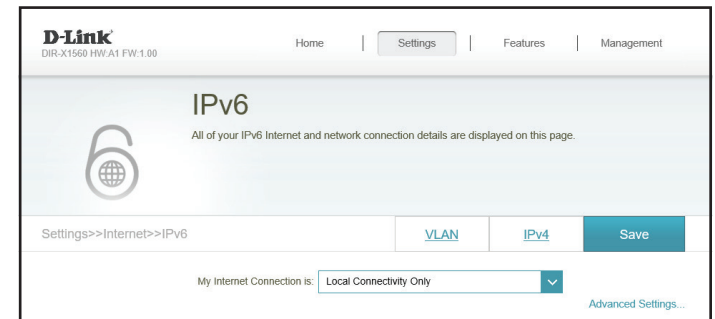 D-Link
DIR-X1560 HW:A1 FW:1.00
Home | Settings | Features | Management
IPv6
All of your IPv6 Internet and network connection details are displayed on this page.
Settings>>Internet>>IPv6
VLAN
IPv4
Save
My Internet Connection is: Local Connectivity Only
Advanced Settings...